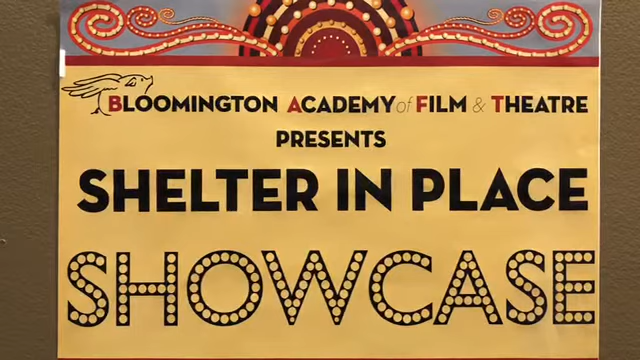 BLOOMINGTON ACADEMY of FILM & THEATRE
PRESENTS
SHELTER IN PLACE
SHOWCASE